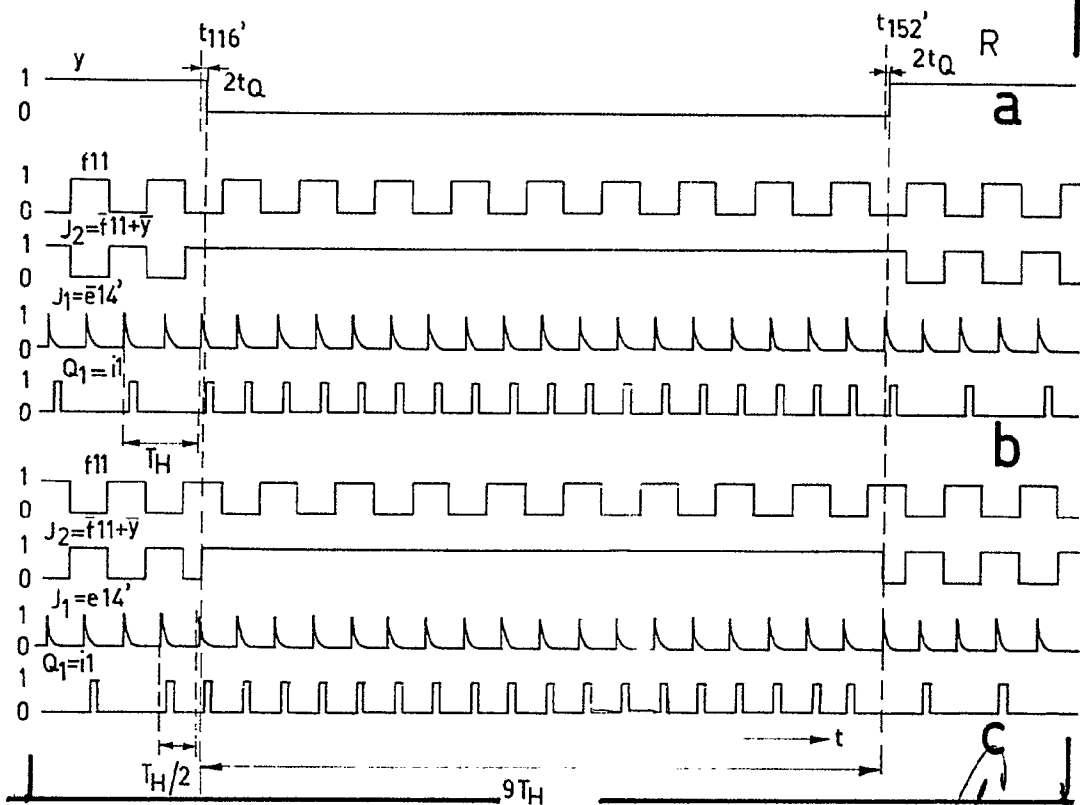 t116' t152' R
y 2tQ 2tQ
1
0 a
f11
1
0
J2=f̅11+y̅
1
0
J1=e̅14'
1
0
Q1=i1
1
0
TH b
f11
1
0
J2=f̅11+y̅
1
0
J1=e14'
1
0
Q1=i1
1
0
t c
TH/2 9TH